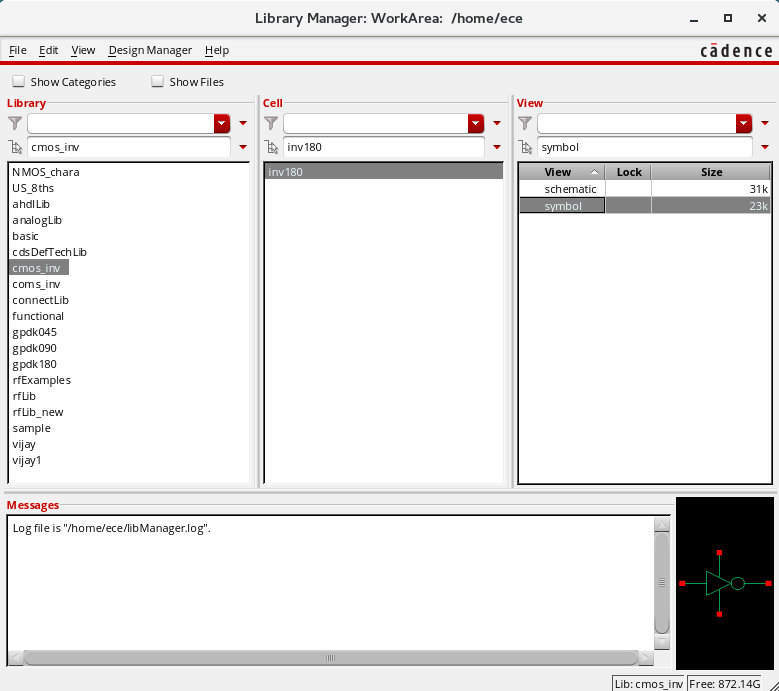 Library Manager: WorkArea: /home/ece
File Edit View Design Manager Help
cādence
Show Categories Show Files
Library
cmos_inv
NMOS_chara
US_8ths
ahdlLib
analogLib
basic
cdsDefTechLib
cmos_inv
coms_inv
connectLib
functional
gpdk045
gpdk090
gpdk180
rfExamples
rfLib
rfLib_new
sample
vijay
vijay1
Cell
inv180
inv180
View
symbol
View Lock Size
schematic 31k
symbol 23k
Messages
Log file is "/home/ece/libManager.log".
Lib: cmos_inv Free: 872.14G